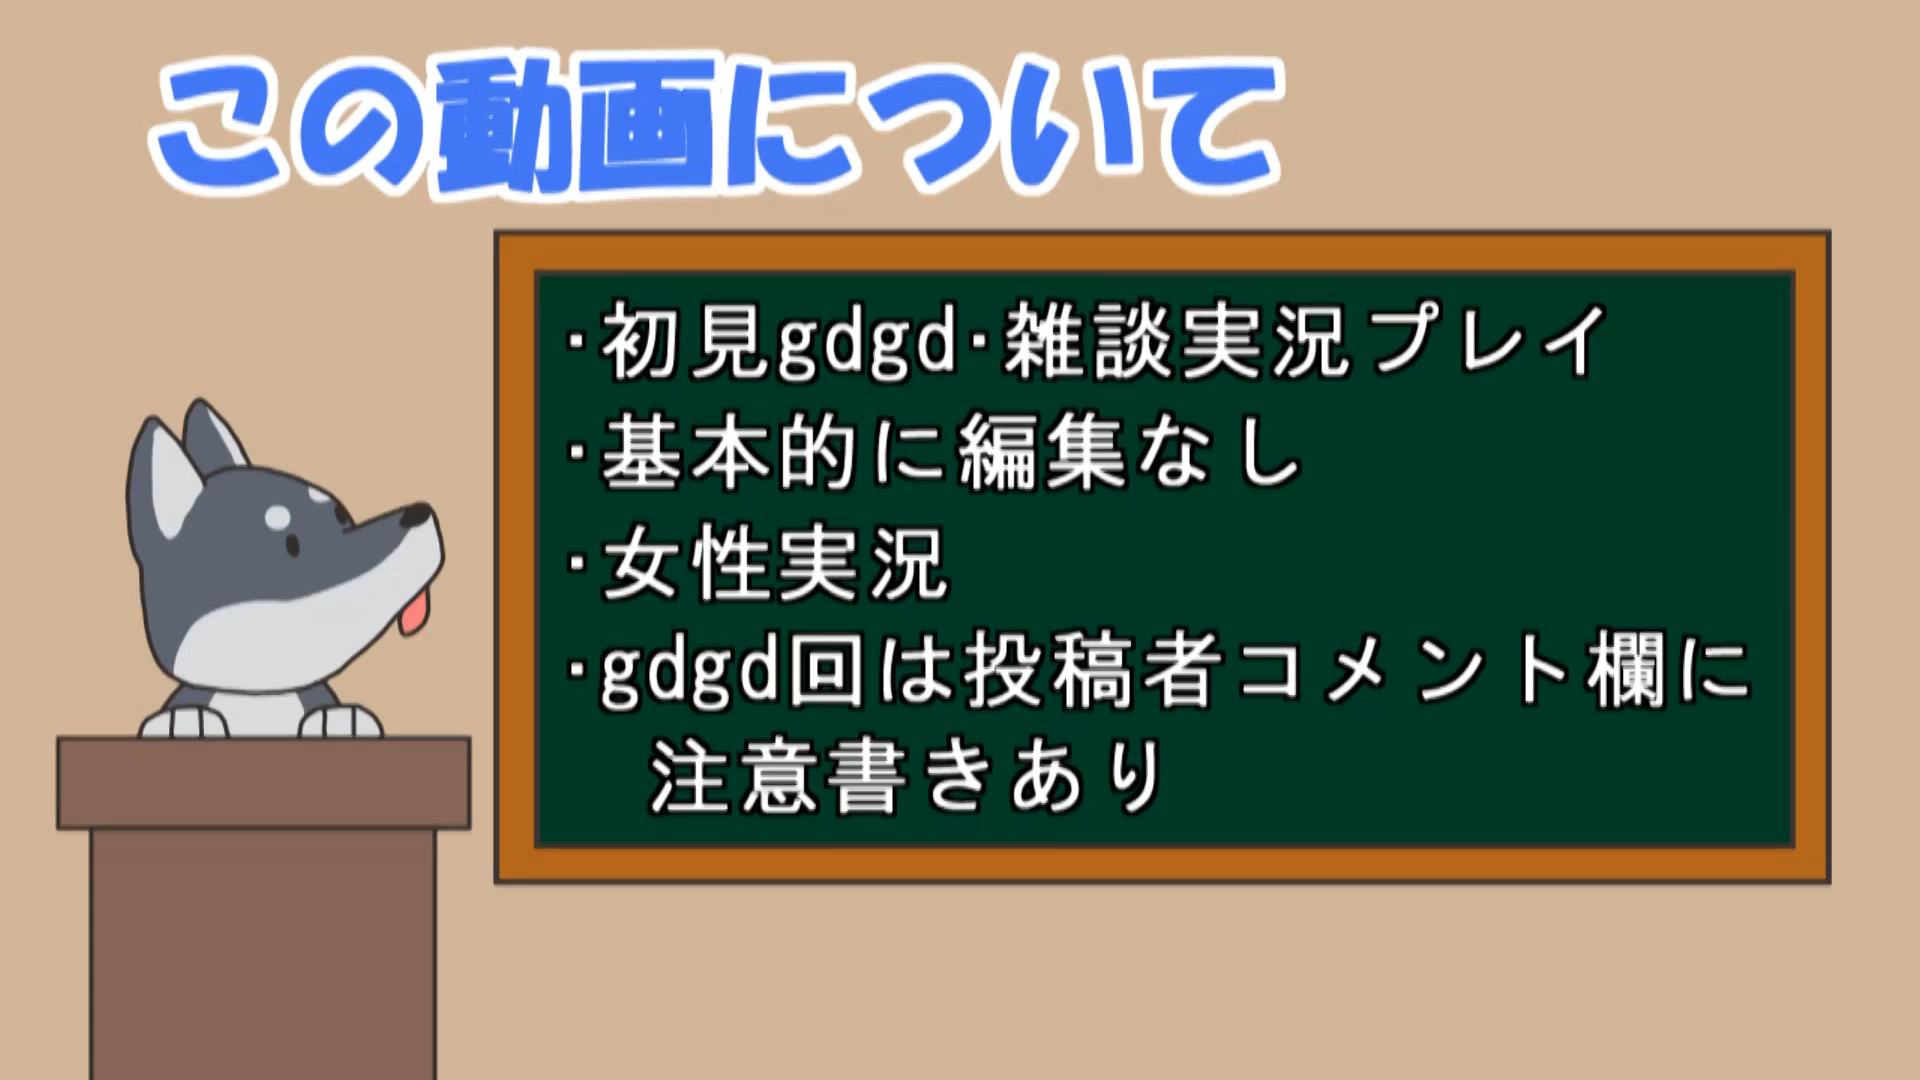 この動画について
・初見gdgd・雑談実況プレイ
・基本的に編集なし
・女性実況
・gdgd回は投稿者コメント欄に
注意書きあり